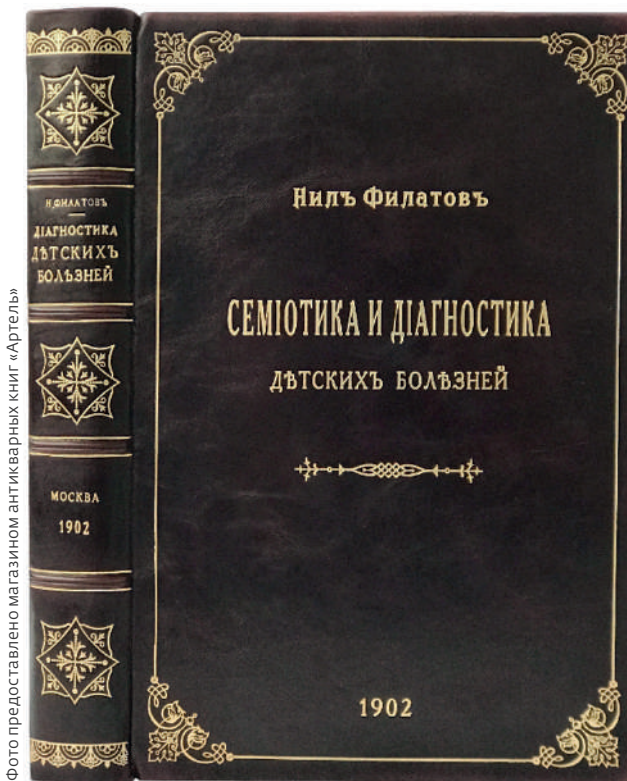 Фото предоставлено магазином антикварных книг «Артель»
Н.ФИЛАТОВЪ
ДІАГНОСТИКА
ДѢТСКИХЪ
БОЛѢЗНЕЙ
МОСКВА
1902
Нилъ Филатовъ
СЕМІОТИКА И ДІАГНОСТИКА
ДѢТСКИХЪ БОЛѢЗНЕЙ
1902